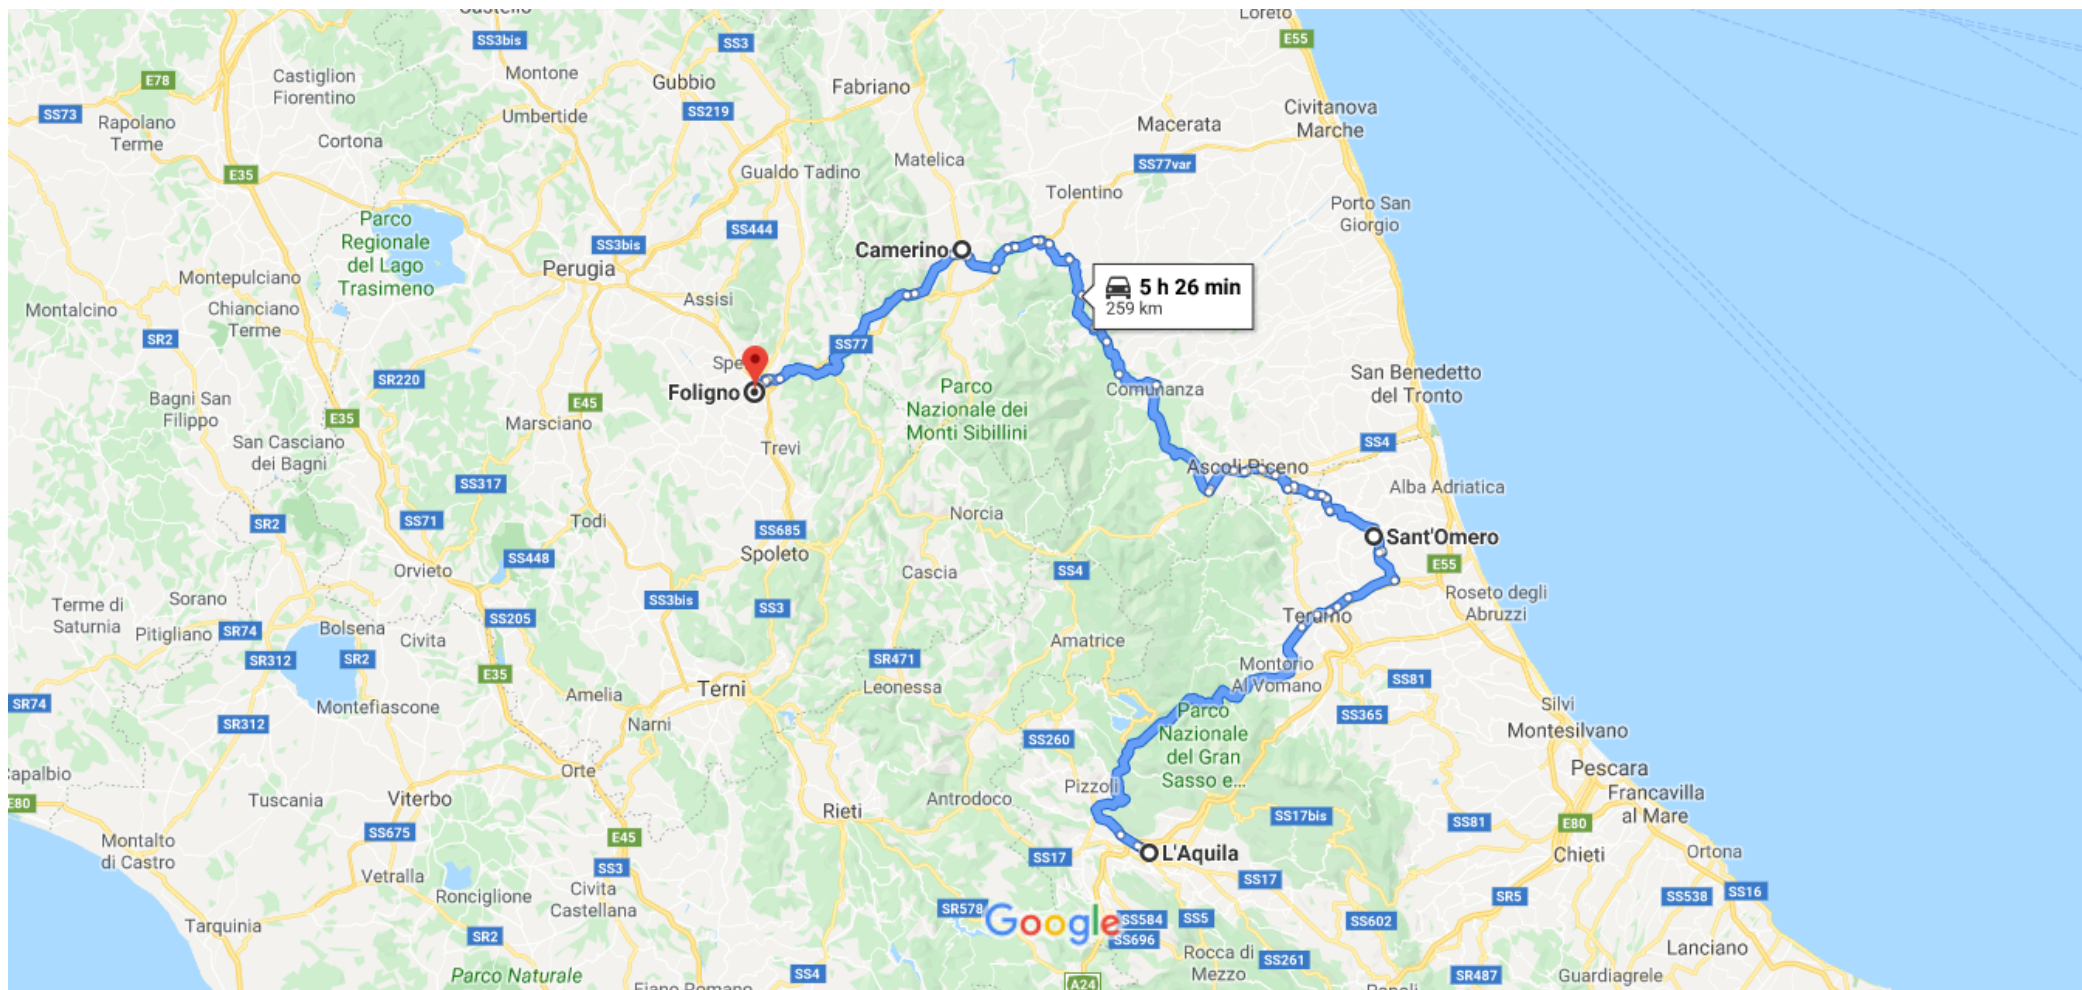 Castello
Loreto
SS3bis
SS3
E55
E78
Castiglion
Fiorentino
Montone
Gubbio
Fabriano
SS73
Rapolano
Terme
Umbertide
SS219
Civitanova
Marche
Macerata
Cortona
Matelica
SS77var
E35
Gualdo Tadino
Tolentino
Parco
Regionale
del Lago
Trasimeno
SS444
SS3bis
Porto San
Giorgio
Camerino
Perugia
Montepulciano
5 h 26 min
259 km
Montalcino
Chianciano
Terme
Assisi
SR2
SS77
Spe
Foligno
SR220
San Benedetto
del Tronto
Parco
Nazionale dei
Monti Sibillini
Comunanza
Bagni San
Filippo
E35
E45
Marsciano
San Casciano
dei Bagni
Trevi
SS4
Ascoli Piceno
SS317
Alba Adriatica
SR2
SS71
Todi
Norcia
SS685
Sant'Omero
Spoleto
SS448
Orvieto
Cascia
SS4
E55
Terme di
Saturnia
Sorano
SS3bis
SS3
Roseto degli
Abruzzi
Pitigliano
SR74
Bolsena
Civita
SS205
Teramo
Amatrice
SR312
SR2
SR471
Montorio
Al Vomano
E35
SS81
Leonessa
Terni
Amelia
SR74
Montefiascone
Narni
SR312
Parco
Nazionale
del Gran
Sasso e...
SS365
Silvi
Montesilvano
SS260
Capalbio
Orte
Pescara
Pizzoli
E80
Tuscania
Viterbo
Antrodoco
Rieti
Francavilla
al Mare
SS17bis
SS81
E80
SS675
E45
Montalto
di Castro
SS17
L'Aquila
Chieti
Ortona
SS3
Vetralla
Ronciglione
Civita
Castellana
SS17
SR5
SS538
SS16
SR578
Google
SS584
SS5
SS602
Tarquinia
SR2
SS696
Rocca di
Mezzo
SS261
Lanciano
Parco Naturale
SS4
A24
SR487
Guardiagrele
Fiano Romano
Popoli